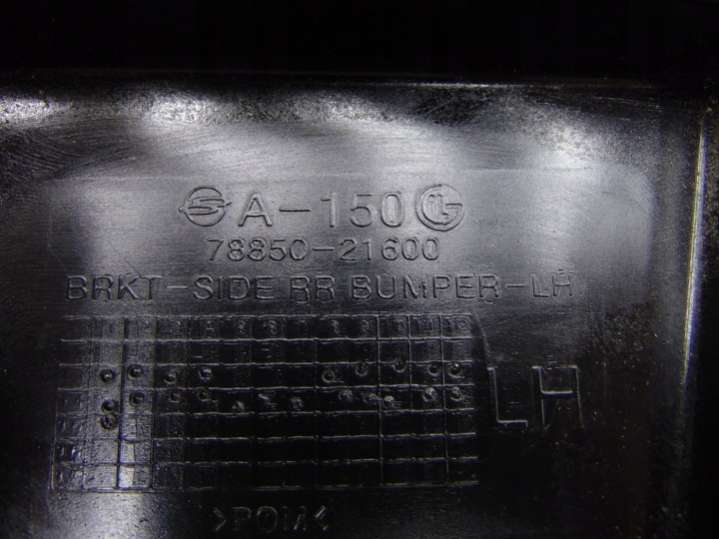 A-150
78850-21600
BRKT-SIDE RR BUMPER-LH
LH
>POM<